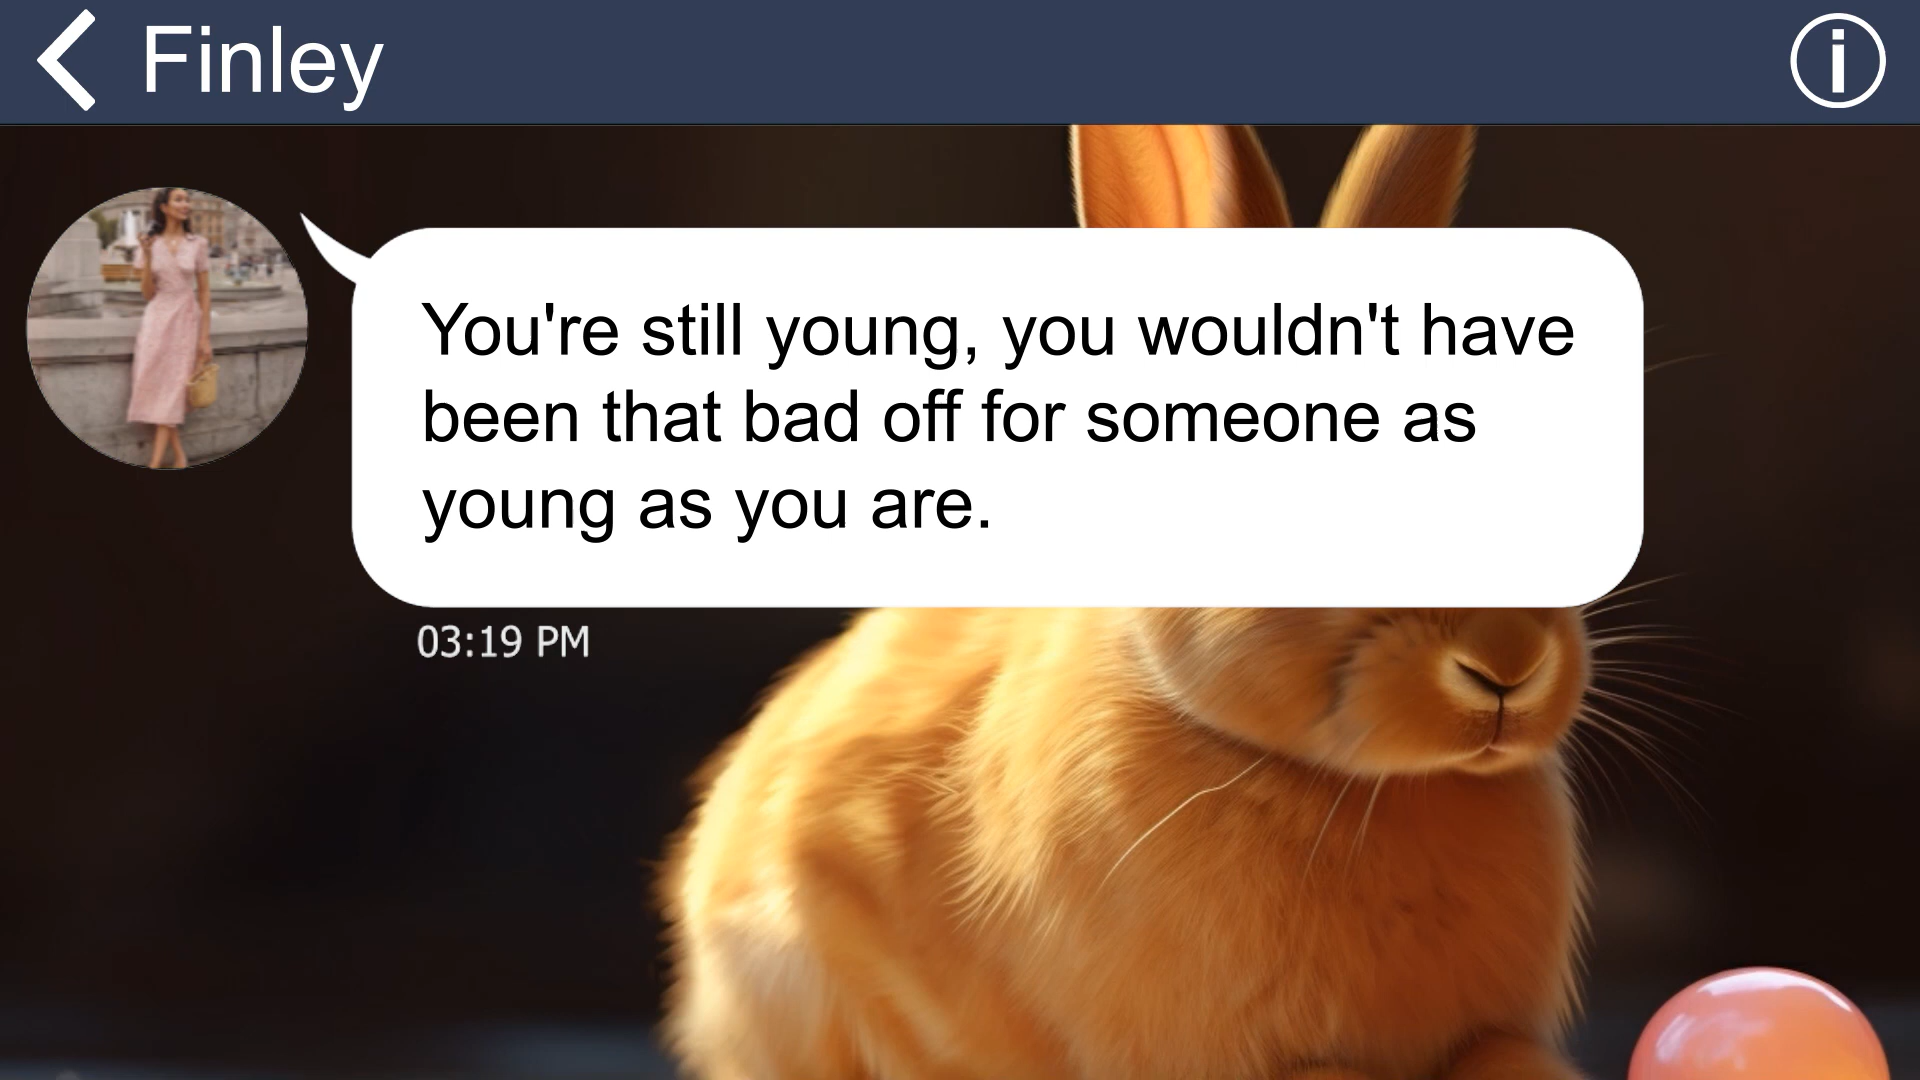 Finley
You're still young, you wouldn't have
been that bad off for someone as
young as you are.
03:19 PM